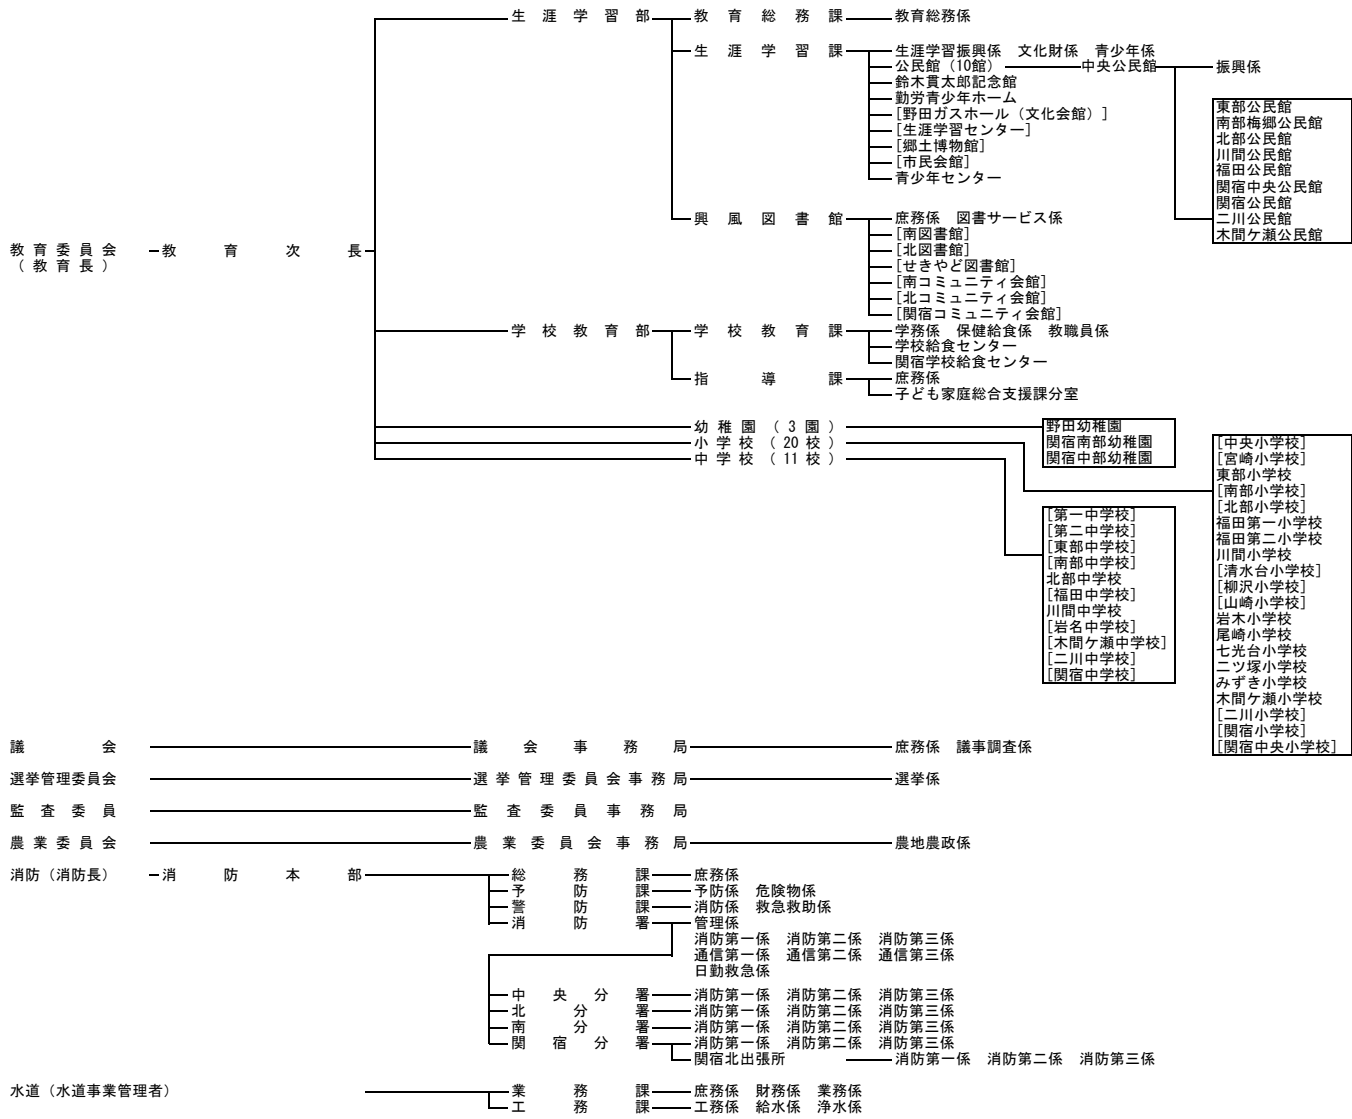 生涯学習部 教育総務課 教育総務係
生涯学習課 生涯学習振興係 文化財係 青少年係
公民館（10館） 中央公民館 振興係
鈴木貫太郎記念館
勤労青少年ホーム
[野田ガスホール（文化会館）]
[生涯学習センター]
[郷土博物館]
[市民会館]
青少年センター
東部公民館
南部梅郷公民館
北部公民館
川間公民館
福田公民館
関宿中央公民館
関宿公民館
二川公民館
木間ケ瀬公民館
興風図書館 庶務係 図書サービス係
[南図書館]
[北図書館]
[せきやど図書館]
[南コミュニティ会館]
[北コミュニティ会館]
[関宿コミュニティ会館]
教育委員会 教育次長
（教育長）
学校教育部 学校教育課 学務係 保健給食係 教職員係
学校給食センター
関宿学校給食センター
指導課 庶務係
子ども家庭総合支援課分室
幼稚園（3園）
小学校（20校）
中学校（11校）
野田幼稚園
関宿南部幼稚園
関宿中部幼稚園
[中央小学校]
[宮崎小学校]
東部小学校
[南部小学校]
[北部小学校]
福田第一小学校
福田第二小学校
川間小学校
[清水台小学校]
[柳沢小学校]
[山崎小学校]
岩木小学校
尾崎小学校
七光台小学校
二ツ塚小学校
みずき小学校
木間ケ瀬小学校
[二川小学校]
[関宿小学校]
[関宿中央小学校]
[第一中学校]
[第二中学校]
[東部中学校]
[南部中学校]
北部中学校
[福田中学校]
川間中学校
[岩名中学校]
[木間ケ瀬中学校]
[二川中学校]
[関宿中学校]
議会 議会事務局 庶務係 議事調査係
選挙管理委員会 選挙管理委員会事務局 選挙係
監査委員 監査委員事務局
農業委員会 農業委員会事務局 農地農政係
消防（消防長） 消防本部 総務課 庶務係
予防課 予防係 危険物係
警防課 消防係 救急救助係
消防署 管理係
消防第一係 消防第二係 消防第三係
通信第一係 通信第二係 通信第三係
日勤救急係
中央分署 消防第一係 消防第二係 消防第三係
北分署 消防第一係 消防第二係 消防第三係
南分署 消防第一係 消防第二係 消防第三係
関宿分署 消防第一係 消防第二係 消防第三係
関宿北出張所 消防第一係 消防第二係 消防第三係
水道（水道事業管理者） 業務課 庶務係 財務係 業務係
工務課 工務係 給水係 浄水係